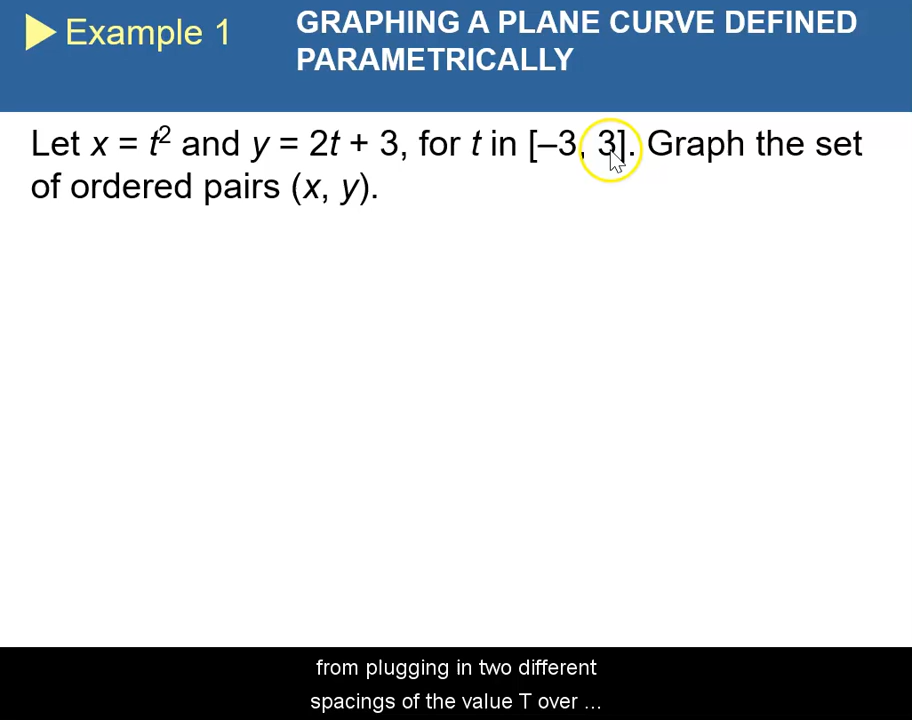 Example 1
GRAPHING A PLANE CURVE DEFINED
PARAMETRICALLY
Let x = t² and y = 2t + 3, for t in [–3, 3]. Graph the set
of ordered pairs (x, y).
from plugging in two different
spacings of the value T over ...